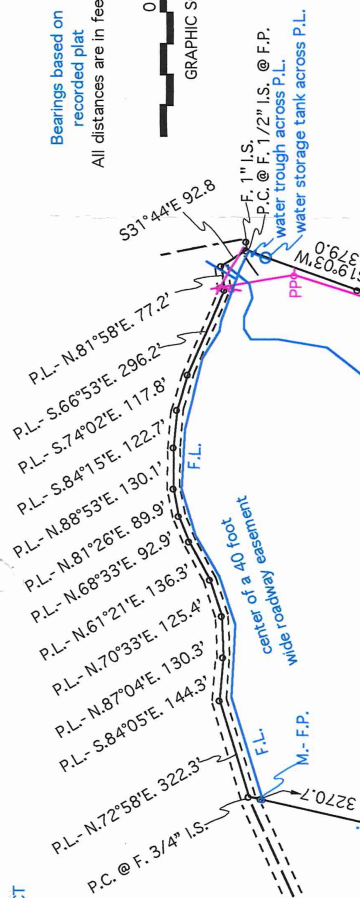 Bearings based on
recorded plat
All distances are in fee
0
GRAPHIC S
S31°44'E 92.8
F. 1" I.S.
P.C. @ F. 1/2" I.S. @ F.P.
water trough across P.L.
water storage tank across P.L.
S19°03'W
379.0
PP
P.L.- N.81°58'E. 77.2'
P.L.- S.66°53'E. 296.2'
P.L.- S.74°02'E. 117.8'
P.L.- S.84°15'E. 122.7'
P.L.- N.88°53'E. 130.1'
P.L.- N.81°26'E. 89.9'
P.L.- N.68°33'E. 92.9'
P.L.- N.61°21'E. 136.3'
P.L.- N.70°33'E. 125.4'
P.L.- N.87°04'E. 130.3'
P.L.- S.84°05'E. 144.3'
P.L.- N.72°58'E. 322.3'
P.C. @ F. 3/4" I.S.
F.L.
center of a 40 foot
wide roadway easement
F.L.
M.- F.P.
3270.7
CT